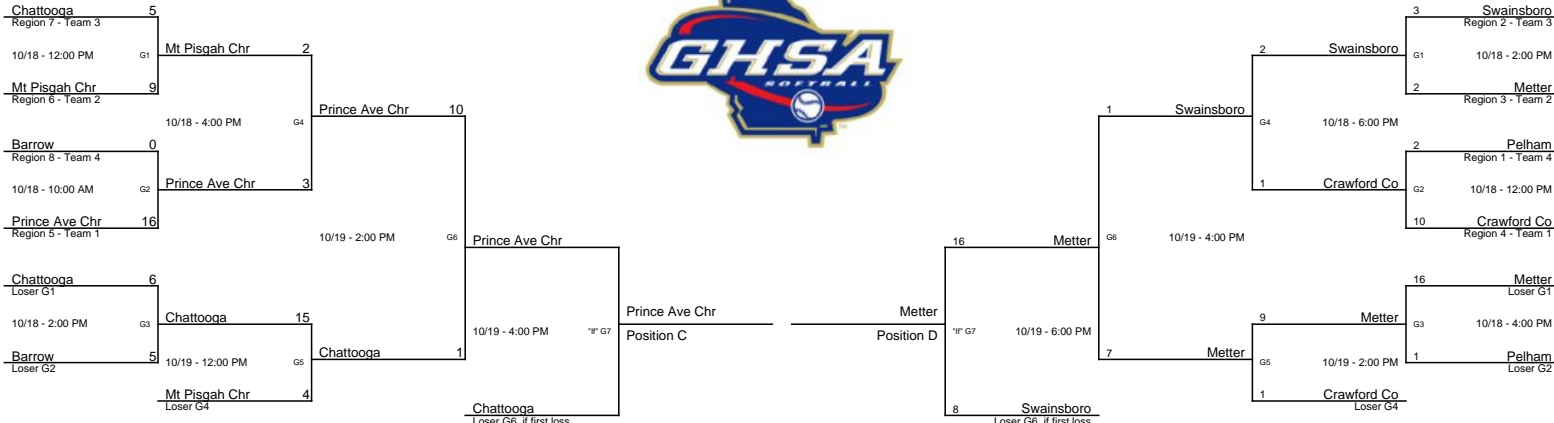 Chattooga 5
Region 7 - Team 3
10/18 - 12:00 PM G1
Mt Pisgah Chr 2
Mt Pisgah Chr 9
Region 6 - Team 2
10/18 - 4:00 PM G4
Prince Ave Chr 10
Barrow 0
Region 8 - Team 4
10/18 - 10:00 AM G2
Prince Ave Chr 3
Prince Ave Chr 16
Region 5 - Team 1
10/19 - 2:00 PM G6
Prince Ave Chr
Chattooga 6
Loser G1
10/18 - 2:00 PM G3
Chattooga 15
Barrow 5
Loser G2
10/19 - 12:00 PM G5
Chattooga 1
Mt Pisgah Chr 4
Loser G4
10/19 - 4:00 PM "If" G7
Chattooga
Loser G6, if first loss
Prince Ave Chr
Position C
GHSA
SOFTBALL
Metter
Position D
16 Metter
"If" G7 10/19 - 6:00 PM
8 Swainsboro
Loser G6, if first loss
1 Swainsboro
G6 10/19 - 4:00 PM
7 Metter
2 Swainsboro
G4 10/18 - 6:00 PM
1 Crawford Co
9 Metter
G5 10/19 - 2:00 PM
1 Crawford Co
Loser G4
3 Swainsboro
Region 2 - Team 3
G1 10/18 - 2:00 PM
2 Metter
Region 3 - Team 2
2 Pelham
Region 1 - Team 4
G2 10/18 - 12:00 PM
10 Crawford Co
Region 4 - Team 1
16 Metter
Loser G1
G3 10/18 - 4:00 PM
1 Pelham
Loser G2